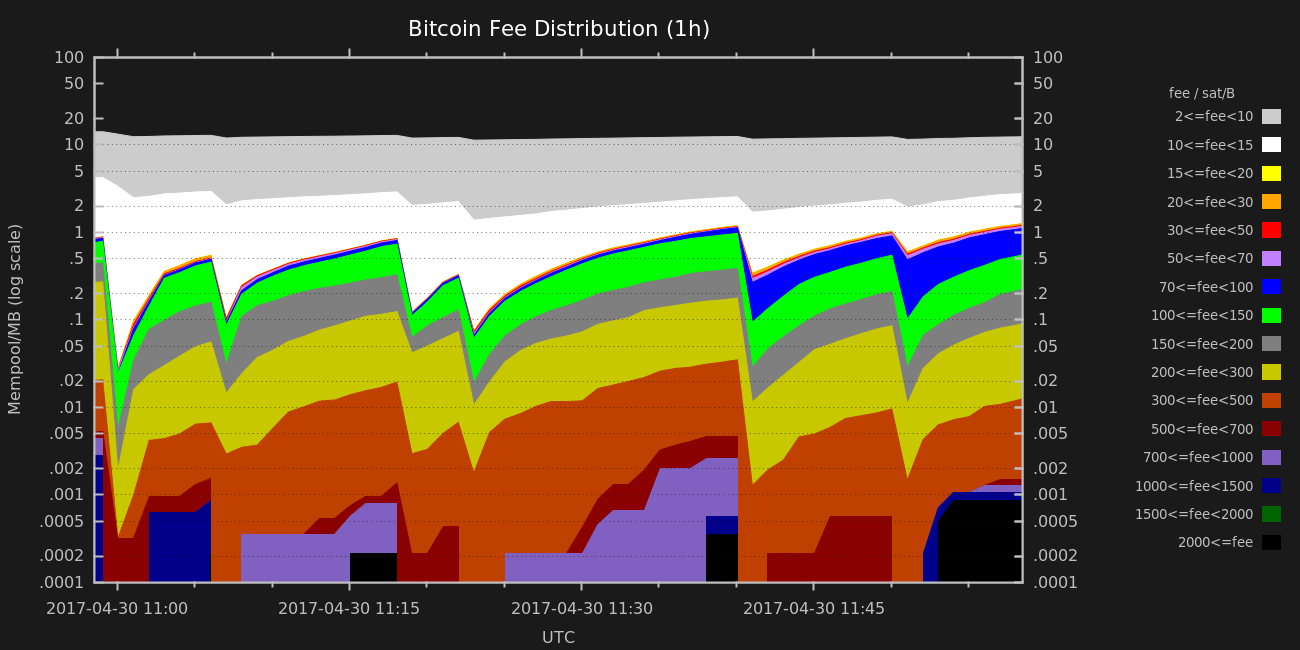 Bitcoin Fee Distribution (1h)
100
50
20
10
5
2
1
.5
.2
.1
.05
.02
.01
.005
.002
.001
.0005
.0002
.0001
Mempool/MB (log scale)
100
50
20
10
5
2
1
.5
.2
.1
.05
.02
.01
.005
.002
.001
.0005
.0002
.0001
2017-04-30 11:00
2017-04-30 11:15
2017-04-30 11:30
2017-04-30 11:45
UTC
fee / sat/B
2<=fee<10
10<=fee<15
15<=fee<20
20<=fee<30
30<=fee<50
50<=fee<70
70<=fee<100
100<=fee<150
150<=fee<200
200<=fee<300
300<=fee<500
500<=fee<700
700<=fee<1000
1000<=fee<1500
1500<=fee<2000
2000<=fee